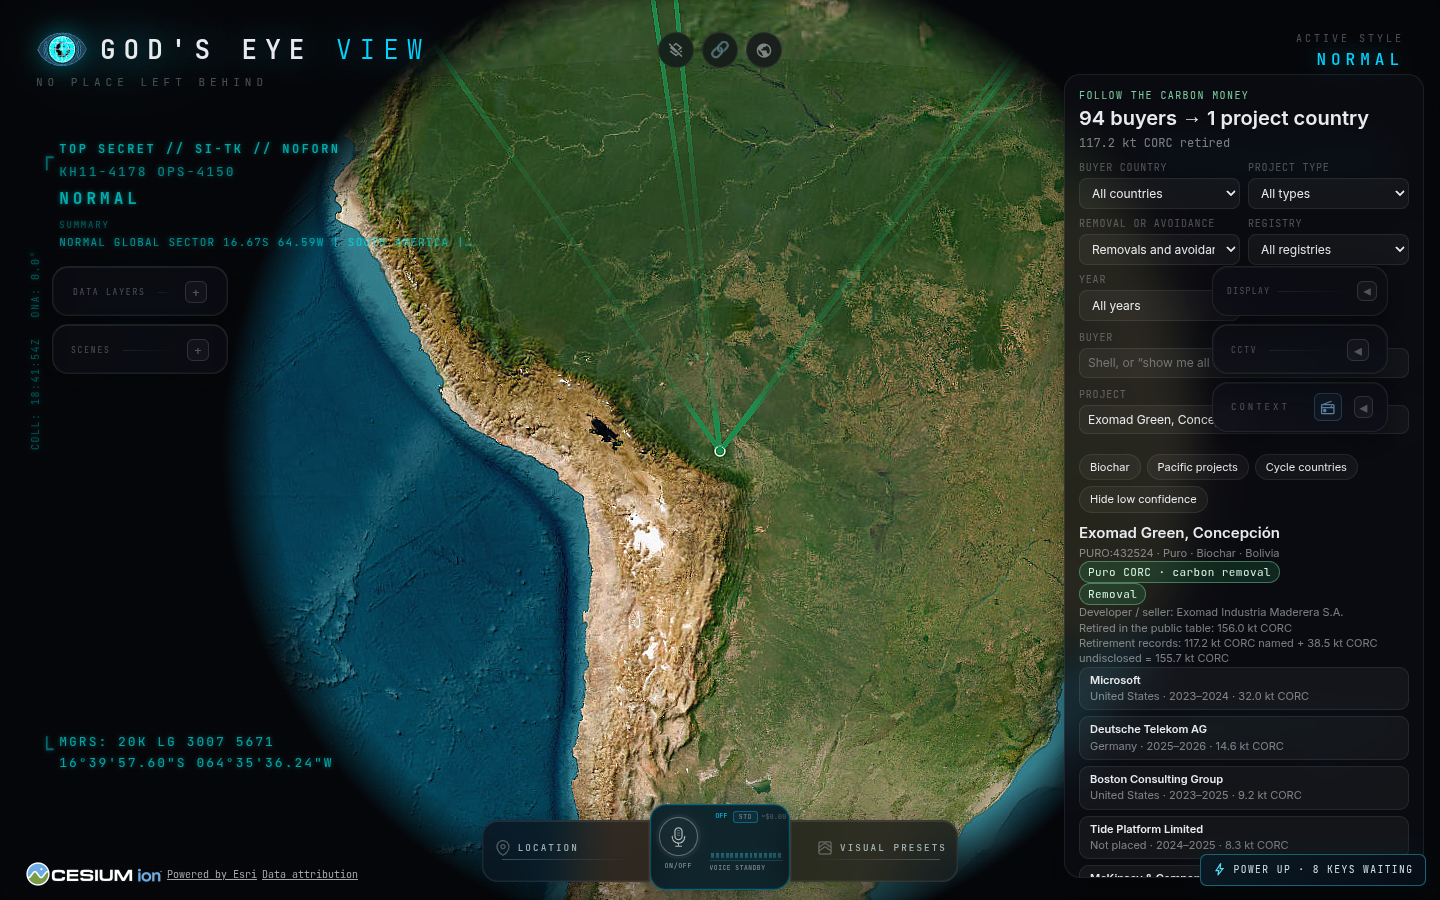 GOD'S EYE VIEW
NO PLACE LEFT BEHIND
ACTIVE STYLE
NORMAL
TOP SECRET // SI-TK // NOFORN
KH11-4178 OPS-4150
NORMAL
SUMMARY
NORMAL GLOBAL SECTOR 16.67S 64.59W | SOUTH AMERICA |…
COLL: 18:41:54Z ONA: 0.0°
DATA LAYERS +
SCENES +
FOLLOW THE CARBON MONEY
94 buyers → 1 project country
117.2 kt CORC retired
BUYER COUNTRY PROJECT TYPE
All countries All types
REMOVAL OR AVOIDANCE REGISTRY
Removals and avoidar All registries
YEAR
All years
DISPLAY
BUYER
Shell, or “show me all
CCTV
PROJECT
Exomad Green, Conce
CONTEXT
Biochar Pacific projects Cycle countries
Hide low confidence
Exomad Green, Concepción
PURO:432524 · Puro · Biochar · Bolivia
Puro CORC · carbon removal
Removal
Developer / seller: Exomad Industria Maderera S.A.
Retired in the public table: 156.0 kt CORC
Retirement records: 117.2 kt CORC named + 38.5 kt CORC
undisclosed = 155.7 kt CORC
Microsoft
United States · 2023–2024 · 32.0 kt CORC
Deutsche Telekom AG
Germany · 2025–2026 · 14.6 kt CORC
Boston Consulting Group
United States · 2023–2025 · 9.2 kt CORC
Tide Platform Limited
Not placed · 2024–2025 · 8.3 kt CORC
POWER UP · 8 KEYS WAITING
MGRS: 20K LG 3007 5671
16°39'57.60"S 064°35'36.24"W
LOCATION
OFF STD ~$0.00
ON/OFF
VOICE STANDBY
VISUAL PRESETS
CESIUM ion Powered by Esri Data attribution